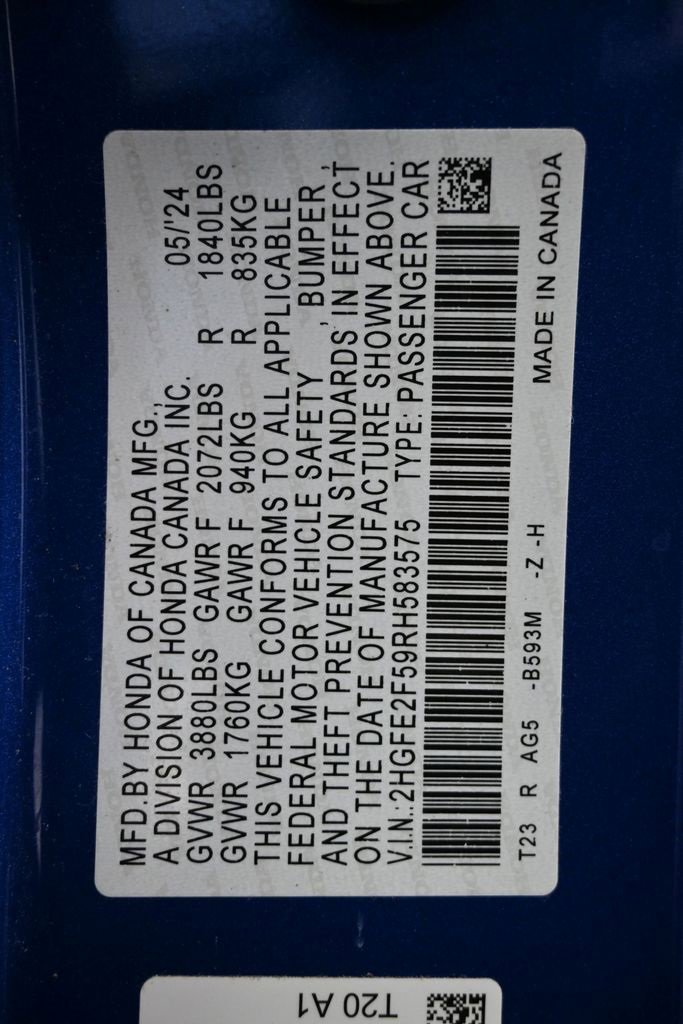 MFD.BY HONDA OF CANADA MFG.,
A DIVISION OF HONDA CANADA INC. 05/'24
GVWR 3880LBS GAWR F 2072LBS R 1840LBS
GVWR 1760KG GAWR F 940KG R 835KG
THIS VEHICLE CONFORMS TO ALL APPLICABLE
FEDERAL MOTOR VEHICLE SAFETY , BUMPER ,
AND THEFT PREVENTION STANDARDS IN EFFECT
ON THE DATE OF MANUFACTURE SHOWN ABOVE.
V.I.N.:2HGFE2F59RH583575 TYPE: PASSENGER CAR
T23 R AG5 -B593M -Z -H MADE IN CANADA
T20 A1